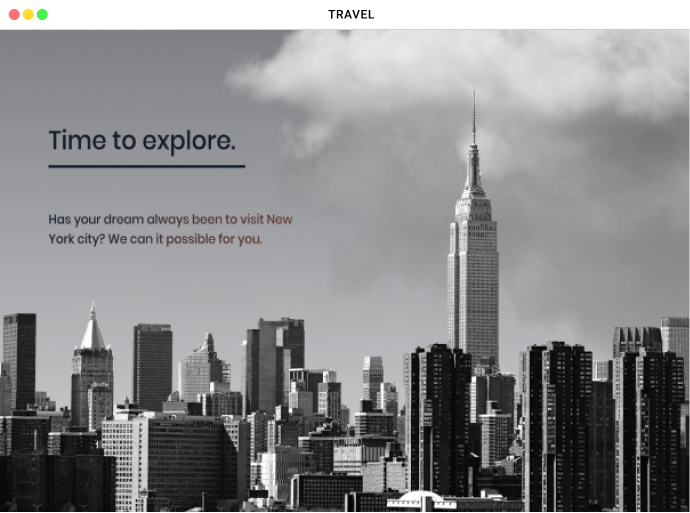 TRAVEL
Time to explore.
Has your dream always been to visit New
York city? We can it possible for you.